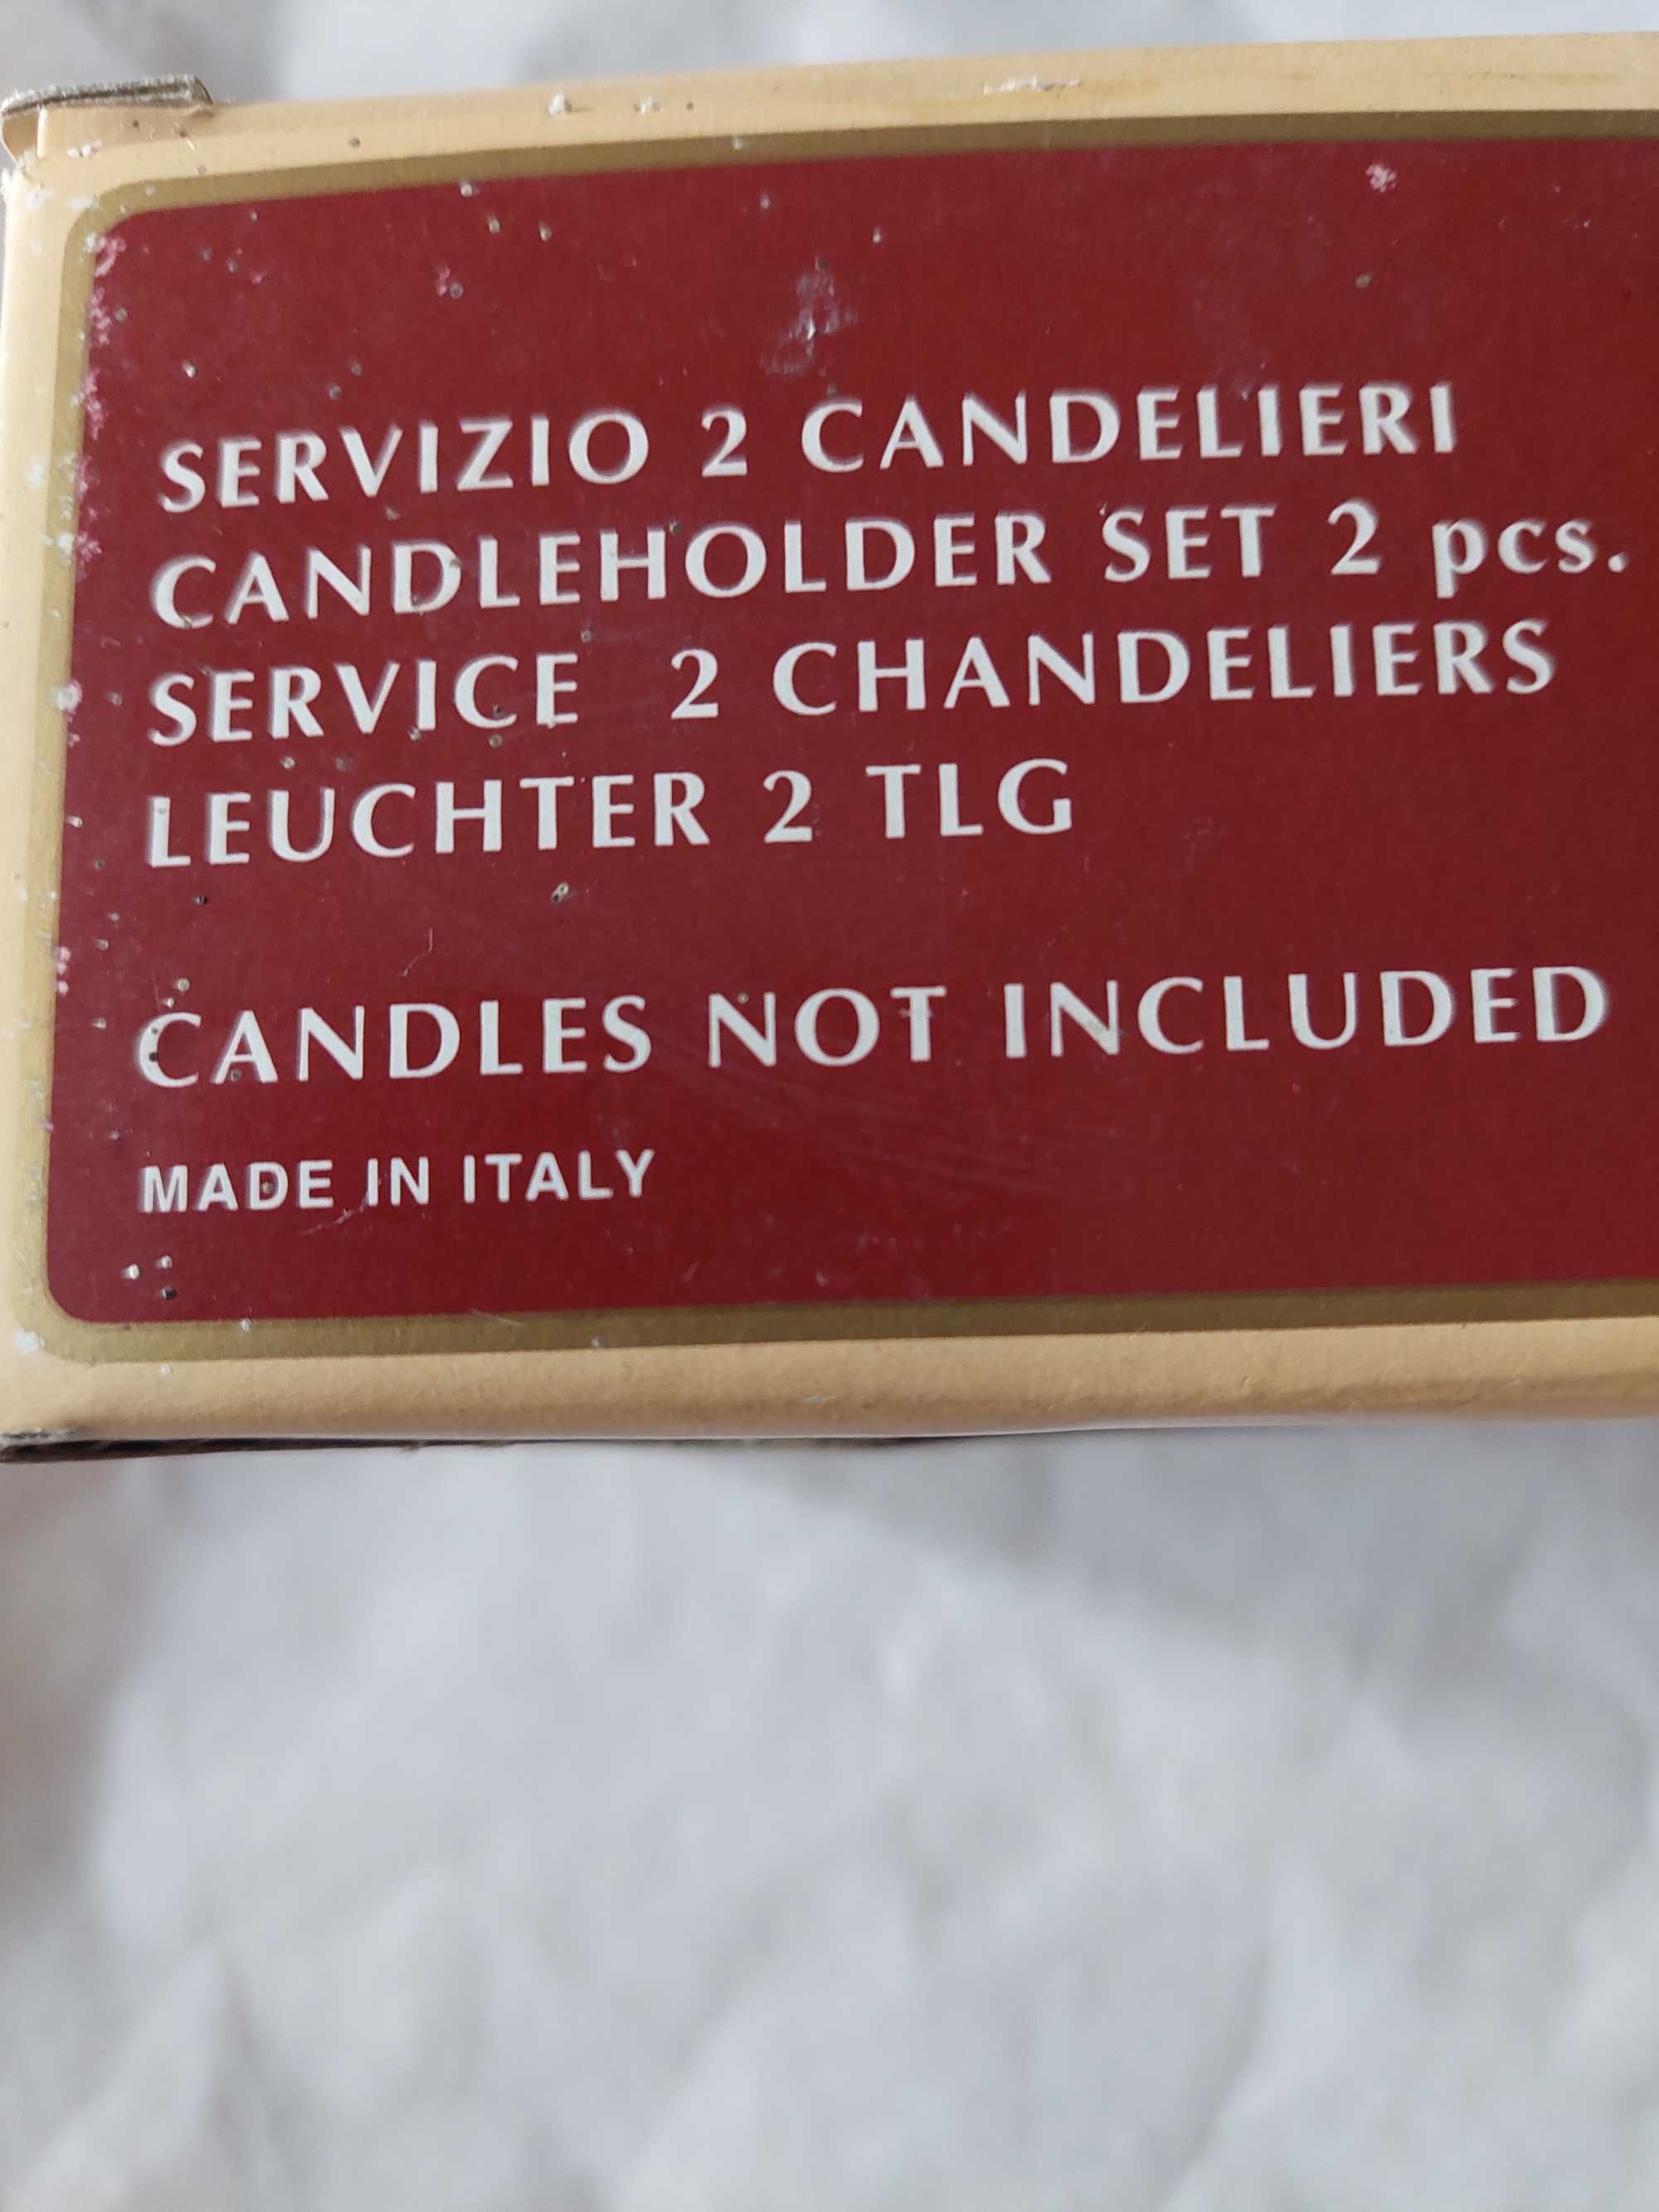 SERVIZIO 2 CANDELIERI
CANDLEHOLDER SET 2 pcs.
SERVICE 2 CHANDELIERS
LEUCHTER 2 TLG
CANDLES NOT INCLUDED
MADE IN ITALY